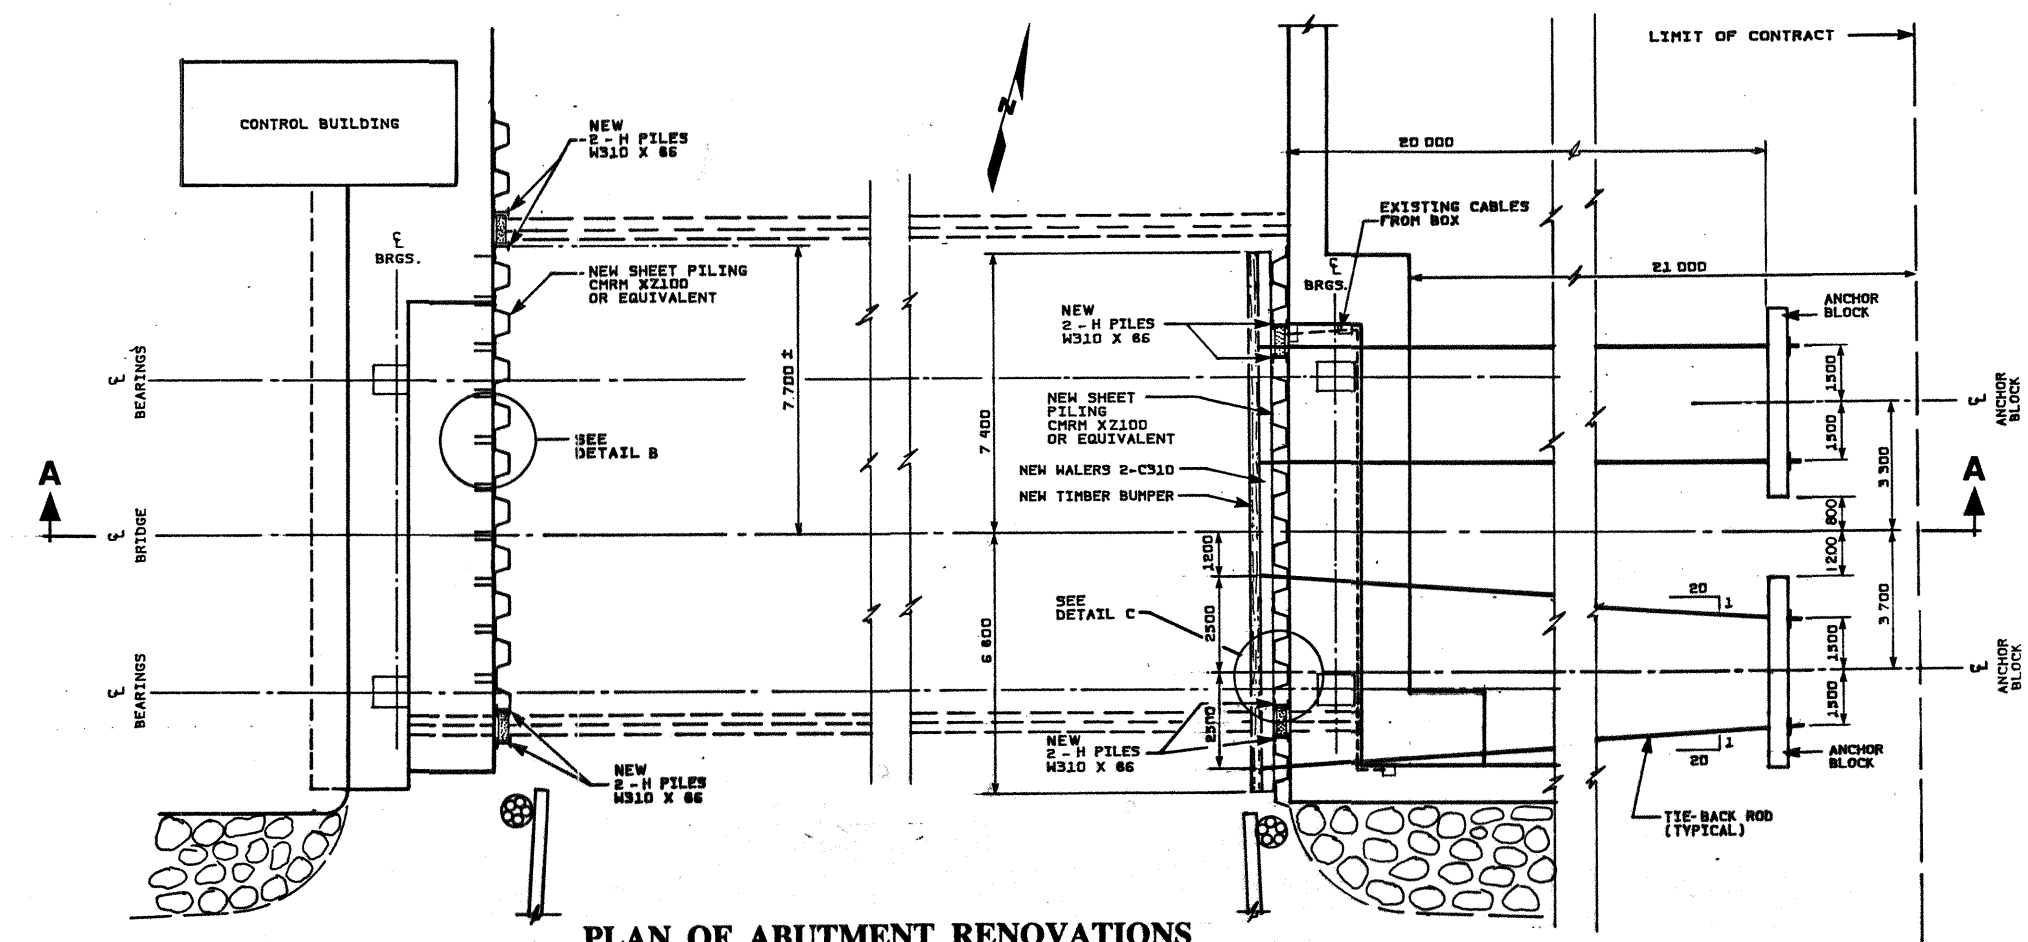 LIMIT OF CONTRACT
CONTROL BUILDING
NEW
2 - H PILES
W310 X 66
N
20 000
EXISTING CABLES
FROM BOX
℄
BRGS.
NEW SHEET PILING
CMRM XZ100
OR EQUIVALENT
℄
BRGS.
21 000
ANCHOR
BLOCK
NEW
2 - H PILES
W310 X 66
℄
BEARINGS
7.700 ±
7 400
1500
1500
℄
ANCHOR
BLOCK
NEW SHEET
PILING
CMRM XZ100
OR EQUIVALENT
SEE
DETAIL B
NEW WALERS 2-C310
NEW TIMBER BUMPER
3 300
A
A
800
℄
BRIDGE
1200
1200
SEE
DETAIL C
2500
6 600
20
1
3 700
℄
BEARINGS
1500
1500
℄
ANCHOR
BLOCK
2500
NEW
2 - H PILES
W310 X 66
20
1
ANCHOR
BLOCK
NEW
2 - H PILES
W310 X 66
TIE-BACK ROD
(TYPICAL)
PLAN OF ABUTMENT RENOVATIONS